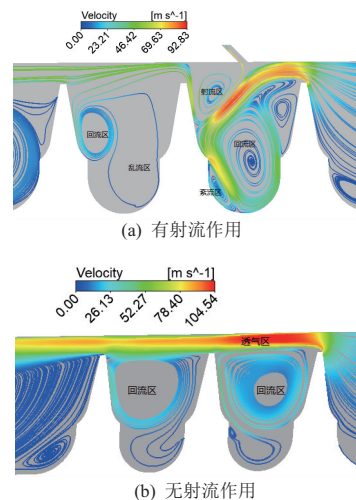 Velocity [m s^-1]
0.00 23.21 46.42 69.63 92.83
射流区
回流区
回流区
乱流区
紊流区
(a) 有射流作用
Velocity [m s^-1]
0.00 26.13 52.27 78.40 104.54
透气区
回流区 回流区
(b) 无射流作用